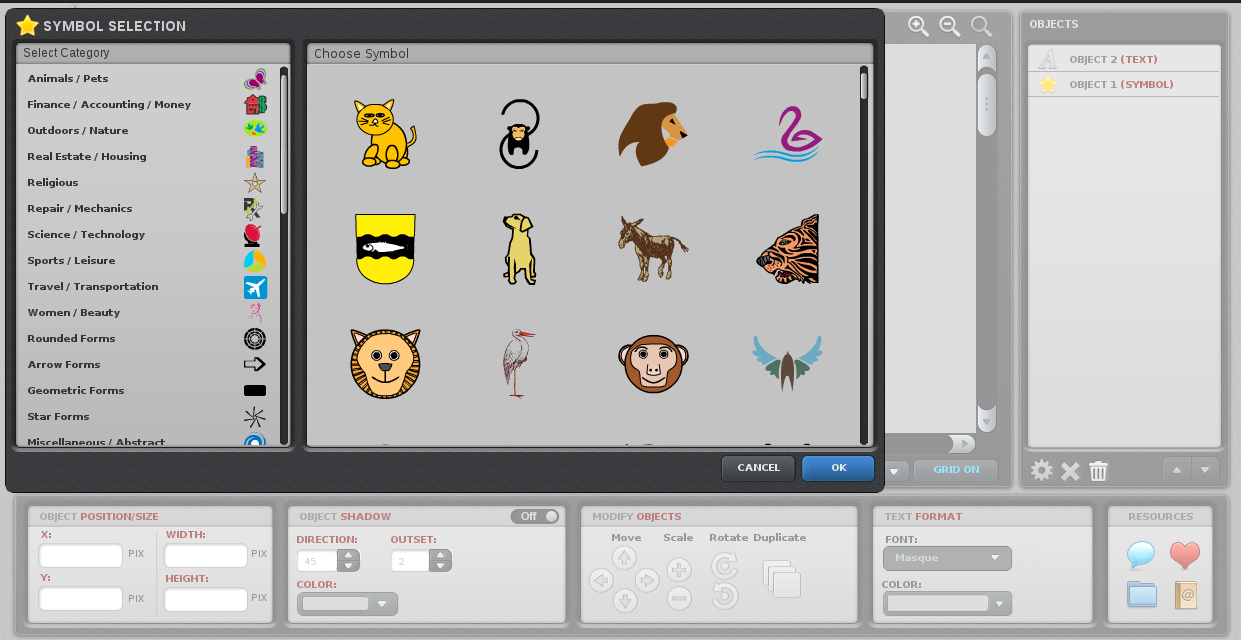 SYMBOL SELECTION
Select Category
Animals / Pets
Finance / Accounting / Money
Outdoors / Nature
Real Estate / Housing
Religious
Repair / Mechanics
Science / Technology
Sports / Leisure
Travel / Transportation
Women / Beauty
Rounded Forms
Arrow Forms
Geometric Forms
Star Forms
Miscellaneous / Abstract
Choose Symbol
CANCEL
OK
GRID ON
OBJECTS
OBJECT 2 (TEXT)
OBJECT 1 (SYMBOL)
OBJECT POSITION/SIZE
X:
PIX
WIDTH:
PIX
Y:
PIX
HEIGHT:
PIX
OBJECT SHADOW
Off
DIRECTION:
45
OUTSET:
2
COLOR:
MODIFY OBJECTS
Move
Scale
Rotate
Duplicate
TEXT FORMAT
FONT:
Masque
COLOR:
RESOURCES